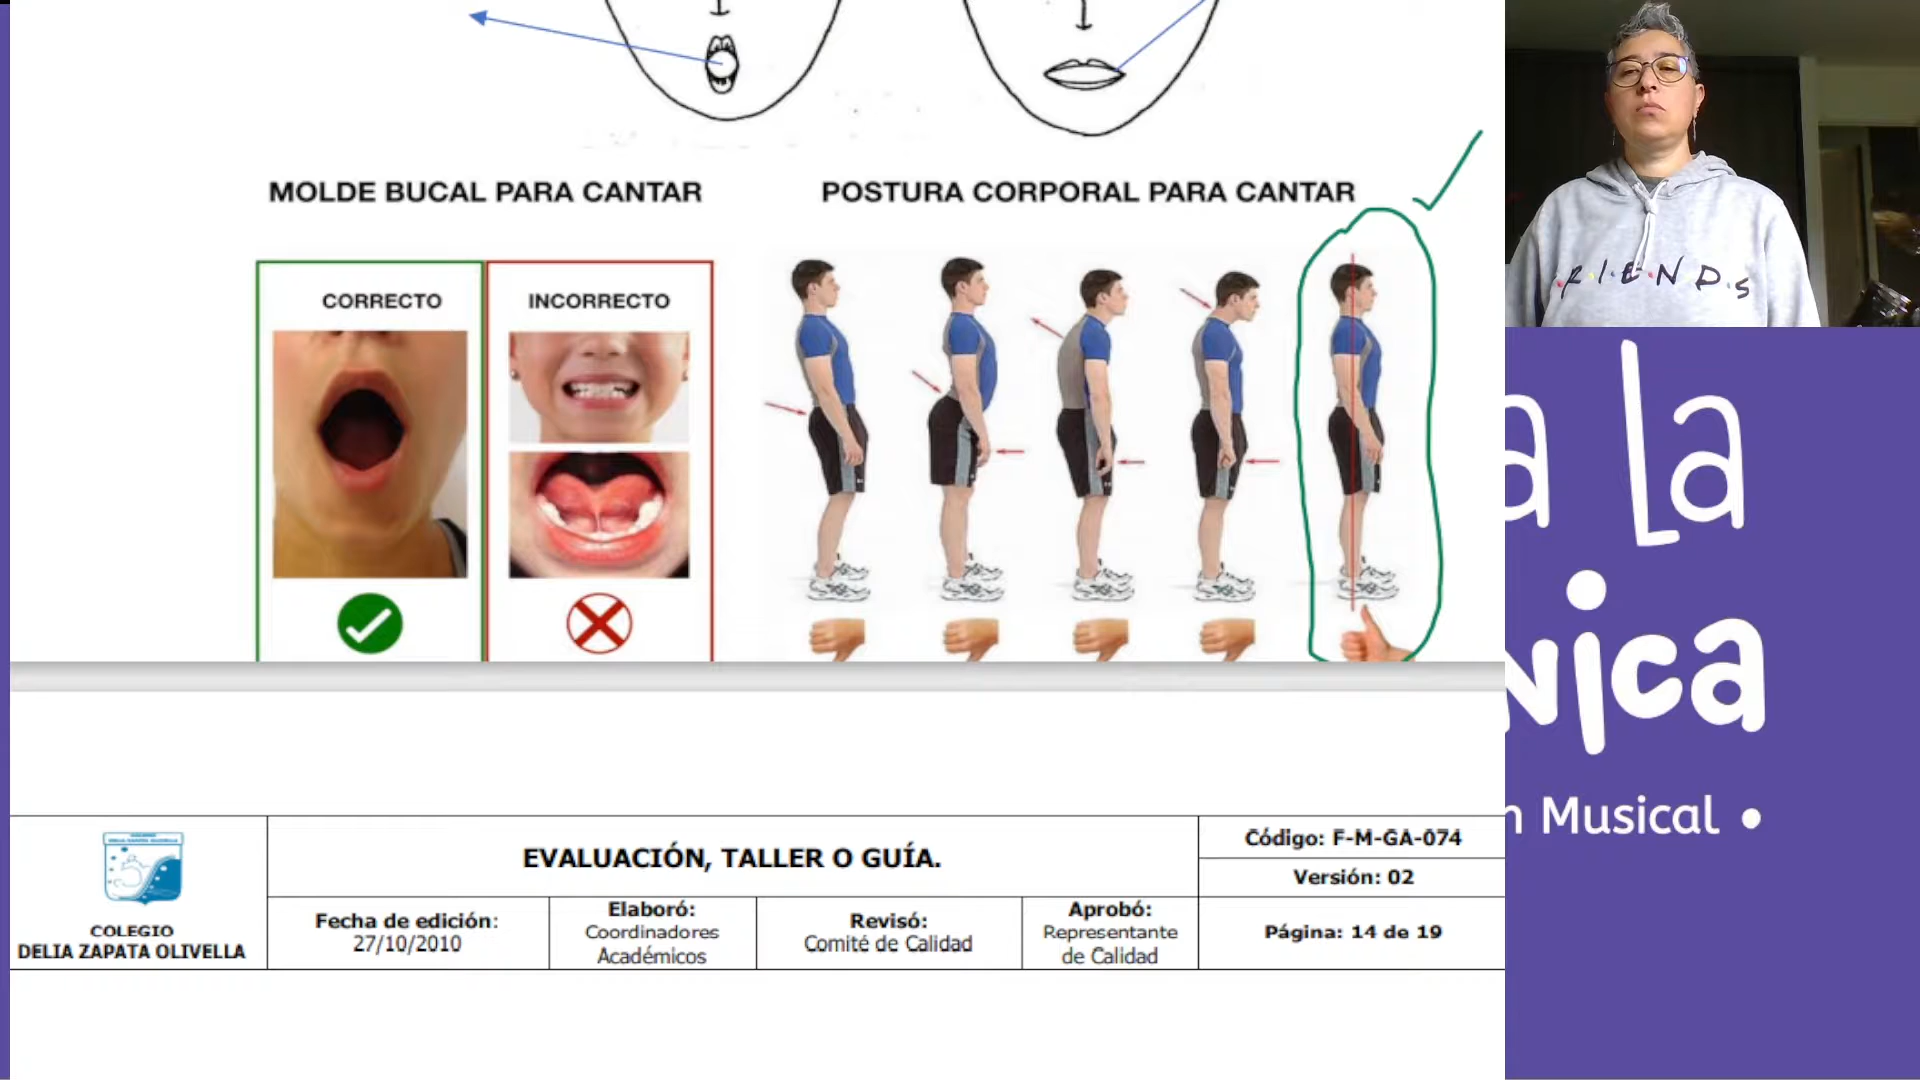 MOLDE BUCAL PARA CANTAR
POSTURA CORPORAL PARA CANTAR
CORRECTO
INCORRECTO
FRIENDS
a la
nica
n Musical •
COLEGIO
DELIA ZAPATA OLIVELLA
EVALUACIÓN, TALLER O GUÍA.
Fecha de edición:
27/10/2010
Elaboró:
Coordinadores
Académicos
Revisó:
Comité de Calidad
Aprobó:
Representante
de Calidad
Código: F-M-GA-074
Versión: 02
Página: 14 de 19